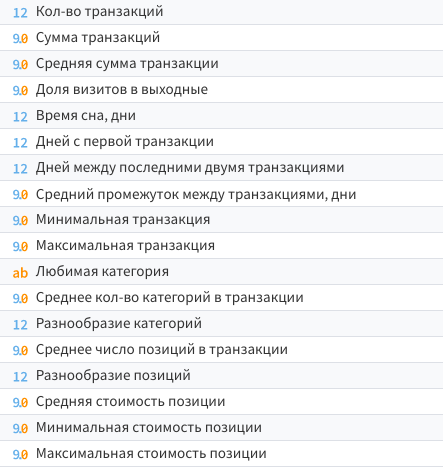 12 Кол-во транзакций
9.0 Сумма транзакций
9.0 Средняя сумма транзакции
9.0 Доля визитов в выходные
12 Время сна, дни
12 Дней с первой транзакции
12 Дней между последними двумя транзакциями
9.0 Средний промежуток между транзакциями, дни
9.0 Минимальная транзакция
9.0 Максимальная транзакция
ab Любимая категория
9.0 Среднее кол-во категорий в транзакции
12 Разнообразие категорий
9.0 Среднее число позиций в транзакции
12 Разнообразие позиций
9.0 Средняя стоимость позиции
9.0 Минимальная стоимость позиции
9.0 Максимальная стоимость позиции